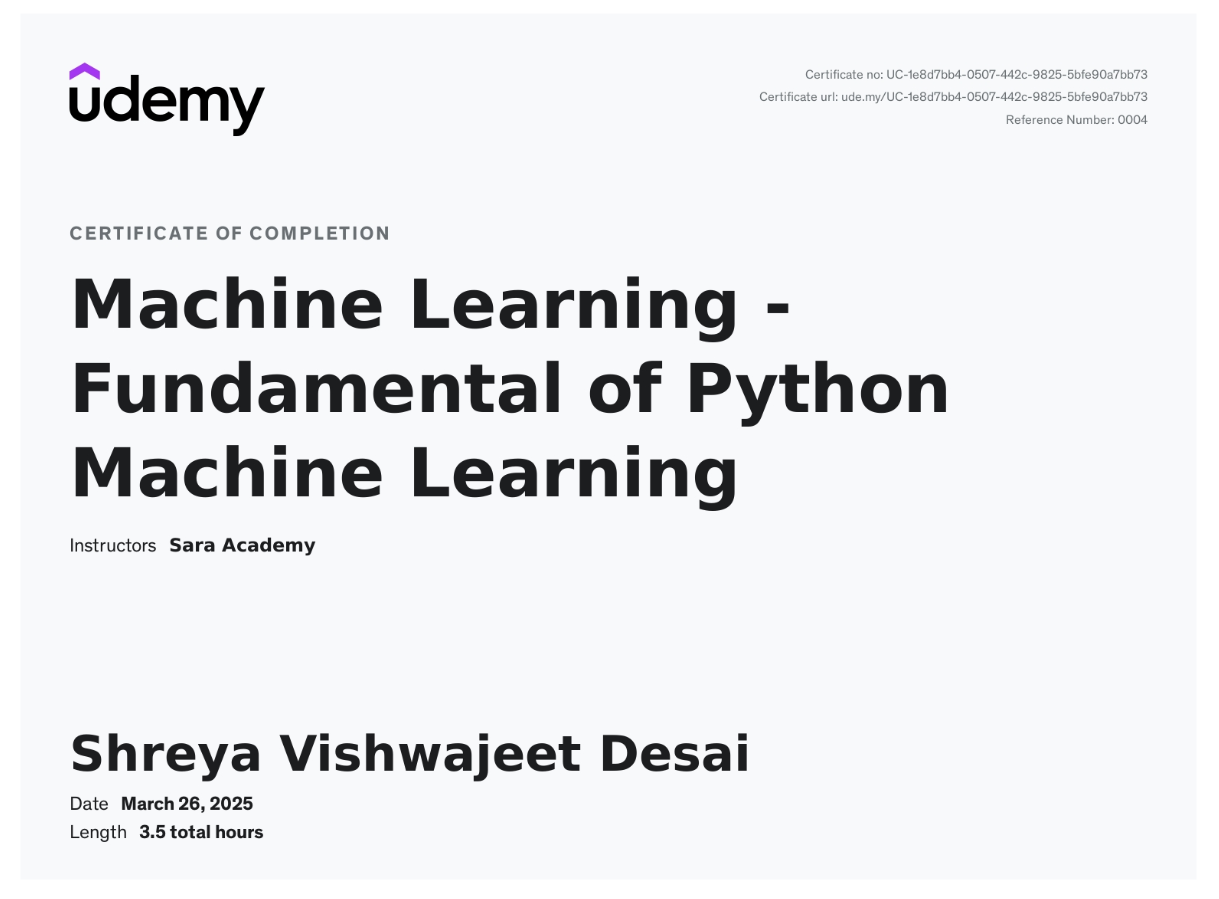 udemy
Certificate no: UC-1e8d7bb4-0507-442c-9825-5bfe90a7bb73
Certificate url: ude.my/UC-1e8d7bb4-0507-442c-9825-5bfe90a7bb73
Reference Number: 0004
CERTIFICATE OF COMPLETION
Machine Learning -
Fundamental of Python
Machine Learning
Instructors Sara Academy
Shreya Vishwajeet Desai
Date March 26, 2025
Length 3.5 total hours